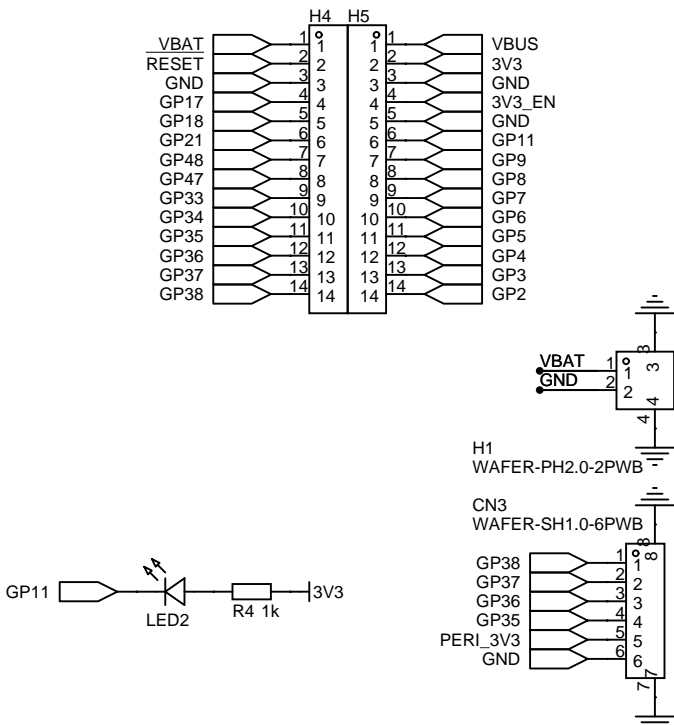 H4 H5
VBAT 1 1 1 1 VBUS
RESET 2 2 2 2 3V3
GND 3 3 3 3 GND
GP17 4 4 4 4 3V3_EN
GP18 5 5 5 5 GND
GP21 6 6 6 6 GP11
GP48 7 7 7 7 GP9
GP47 8 8 8 8 GP8
GP33 9 9 9 9 GP7
GP34 10 10 10 10 GP6
GP35 11 11 11 11 GP5
GP36 12 12 12 12 GP4
GP37 13 13 13 13 GP3
GP38 14 14 14 14 GP2
3 3
VBAT 1 1
GND 2 2
4 4
H1
WAFER-PH2.0-2PWB
CN3
WAFER-SH1.0-6PWB
8 8
GP38 1 1
GP37 2 2
GP36 3 3
GP35 4 4
PERI_3V3 5 5
GND 6 6
7 7
GP11
LED2
R4 1k
3V3